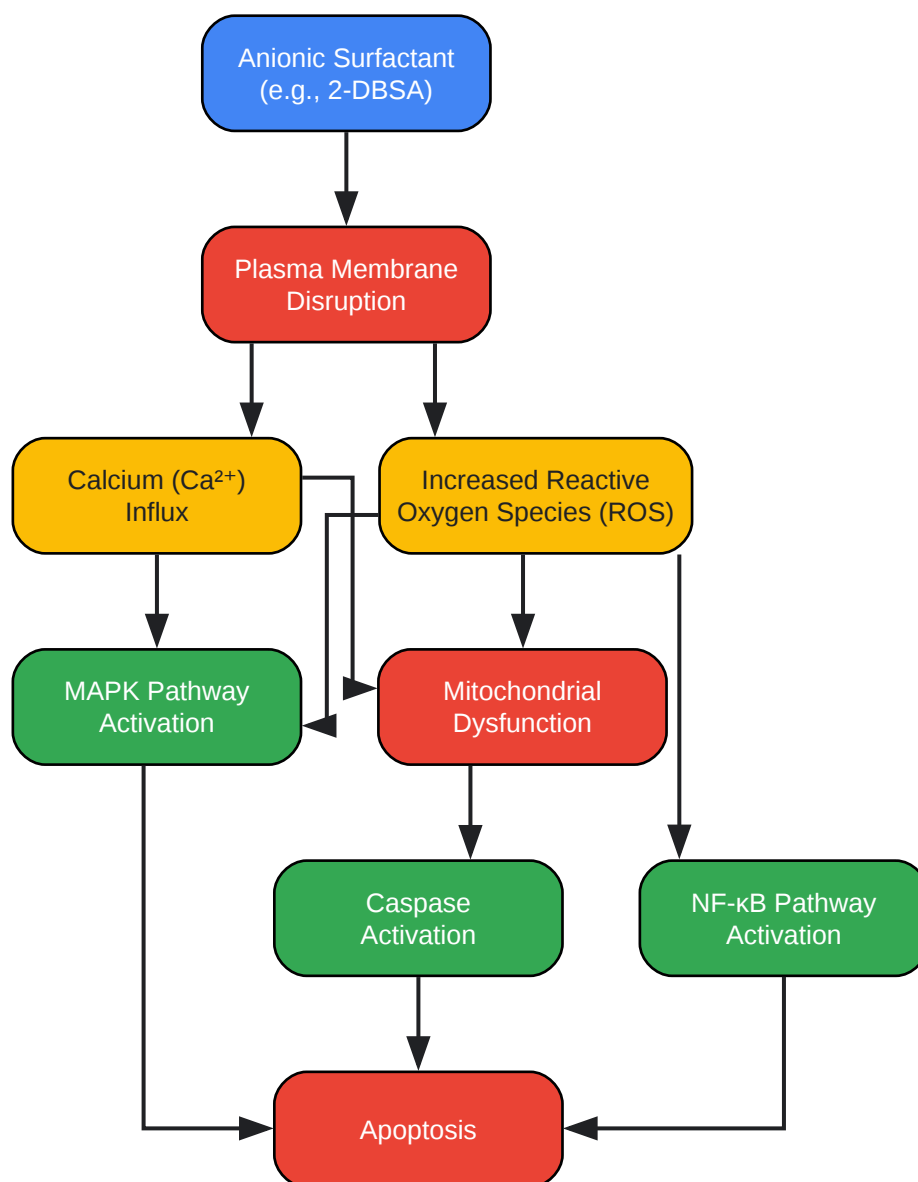 Anionic Surfactant
(e.g., 2-DBSA)
Plasma Membrane
Disruption
Calcium (Ca²⁺)
Influx
Increased Reactive
Oxygen Species (ROS)
MAPK Pathway
Activation
Mitochondrial
Dysfunction
Caspase
Activation
NF-κB Pathway
Activation
Apoptosis